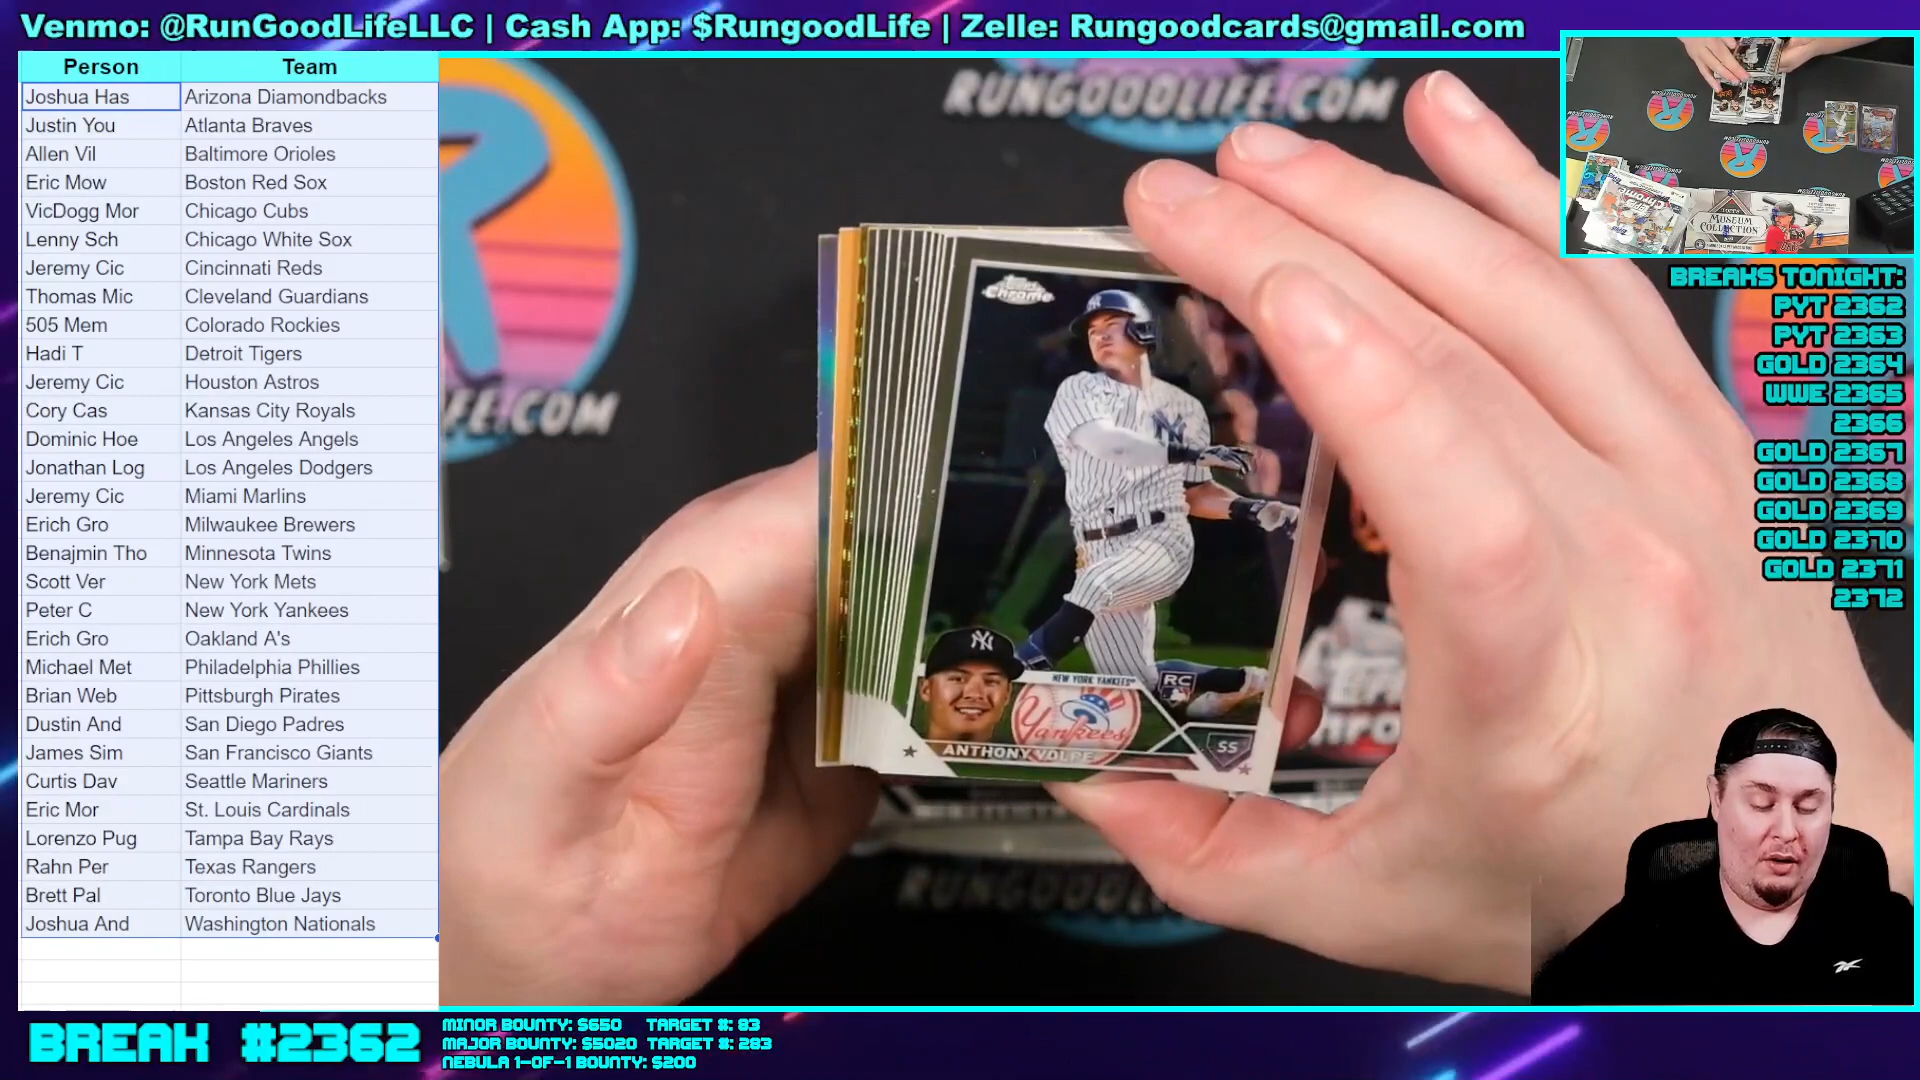 Venmo: @RunGoodLifeLLC | Cash App: $RungoodLife | Zelle: Rungoodcards@gmail.com
Person Team
Joshua Has Arizona Diamondbacks
Justin You Atlanta Braves
Allen Vil Baltimore Orioles
Eric Mow Boston Red Sox
VicDogg Mor Chicago Cubs
Lenny Sch Chicago White Sox
Jeremy Cic Cincinnati Reds
Thomas Mic Cleveland Guardians
505 Mem Colorado Rockies
Hadi T Detroit Tigers
Jeremy Cic Houston Astros
Cory Cas Kansas City Royals
Dominic Hoe Los Angeles Angels
Jonathan Log Los Angeles Dodgers
Jeremy Cic Miami Marlins
Erich Gro Milwaukee Brewers
Benajmin Tho Minnesota Twins
Scott Ver New York Mets
Peter C New York Yankees
Erich Gro Oakland A's
Michael Met Philadelphia Phillies
Brian Web Pittsburgh Pirates
Dustin And San Diego Padres
James Sim San Francisco Giants
Curtis Dav Seattle Mariners
Eric Mor St. Louis Cardinals
Lorenzo Pug Tampa Bay Rays
Rahn Per Texas Rangers
Brett Pal Toronto Blue Jays
Joshua And Washington Nationals
RUNGOODLIFE.COM
FE.COM
Topps Chrome
NEW YORK YANKEES
RC
Yankees
SS
ANTHONY VOLPE
RUNGOODLIFE
MUSEUM
COLLECTION
BREAKS TONIGHT:
PYT 2362
PYT 2363
GOLD 2364
WWE 2365
2366
GOLD 2367
GOLD 2368
GOLD 2369
GOLD 2370
GOLD 2371
2372
BREAK #2362
MINOR BOUNTY: $650 TARGET #: 83
MAJOR BOUNTY: $5020 TARGET #: 283
NEBULA 1-OF-1 BOUNTY: $200